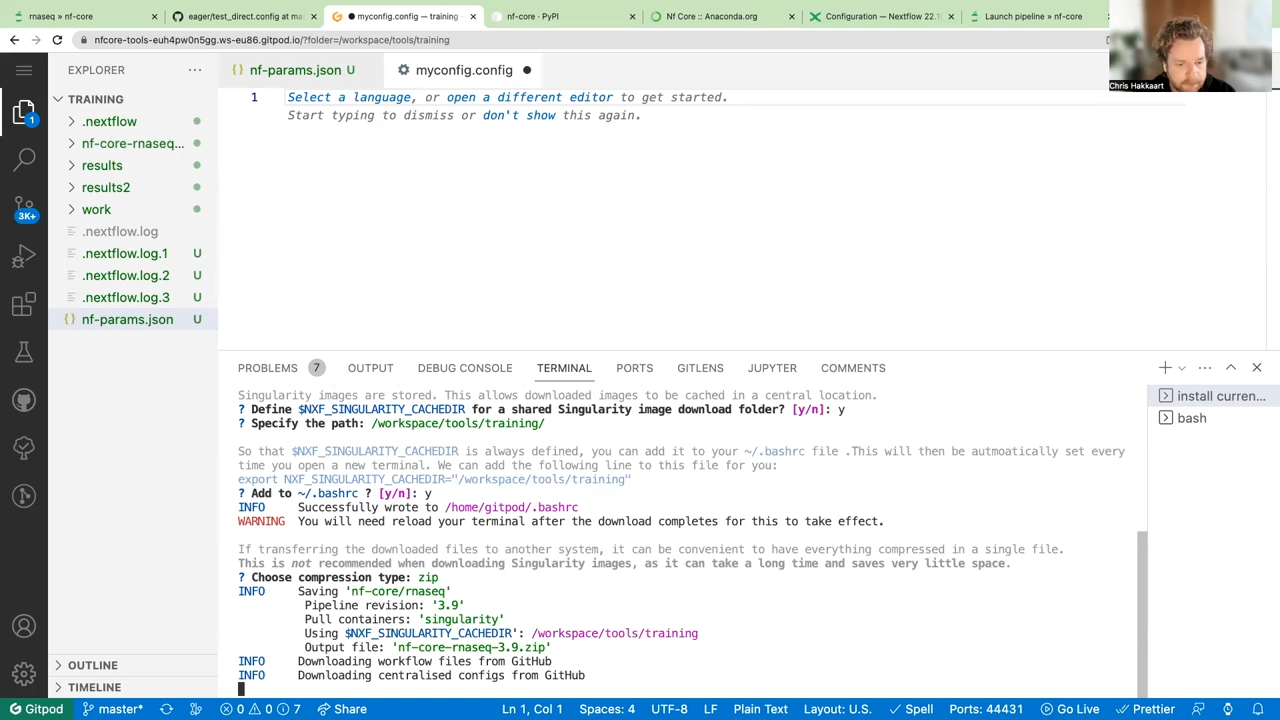 rnaseq » nf-core
eager/test_direct.config at ma
myconfig.config — training
nf-core · PyPI
Nf Core :: Anaconda.org
Configuration — Nextflow 22.1
Launch pipeline » nf-core
nfcore-tools-euh4pw0n5gg.ws-eu86.gitpod.io/?folder=/workspace/tools/training
Chris Hakkaart
EXPLORER
nf-params.json U
myconfig.config
TRAINING
.nextflow
nf-core-rnaseq...
results
results2
work
.nextflow.log
.nextflow.log.1 U
.nextflow.log.2 U
.nextflow.log.3 U
nf-params.json U
OUTLINE
TIMELINE
1
3K+
1 Select a language, or open a different editor to get started.
Start typing to dismiss or don't show this again.
PROBLEMS 7 OUTPUT DEBUG CONSOLE TERMINAL PORTS GITLENS JUPYTER COMMENTS
Singularity images are stored. This allows downloaded images to be cached in a central location.
? Define $NXF_SINGULARITY_CACHEDIR for a shared Singularity image download folder? [y/n]: y
? Specify the path: /workspace/tools/training/
So that $NXF_SINGULARITY_CACHEDIR is always defined, you can add it to your ~/.bashrc file .This will then be autmoatically set every
time you open a new terminal. We can add the following line to this file for you:
export NXF_SINGULARITY_CACHEDIR="/workspace/tools/training"
? Add to ~/.bashrc ? [y/n]: y
INFO Successfully wrote to /home/gitpod/.bashrc
WARNING You will need reload your terminal after the download completes for this to take effect.
If transferring the downloaded files to another system, it can be convenient to have everything compressed in a single file.
This is not recommended when downloading Singularity images, as it can take a long time and saves very little space.
? Choose compression type: zip
INFO Saving 'nf-core/rnaseq'
Pipeline revision: '3.9'
Pull containers: 'singularity'
Using $NXF_SINGULARITY_CACHEDIR': /workspace/tools/training
Output file: 'nf-core-rnaseq-3.9.zip'
INFO Downloading workflow files from GitHub
INFO Downloading centralised configs from GitHub
install curren...
bash
Gitpod master* 0 0 7 Share Ln 1, Col 1 Spaces: 4 UTF-8 LF Plain Text Layout: U.S. Spell Ports: 44431 Go Live Prettier